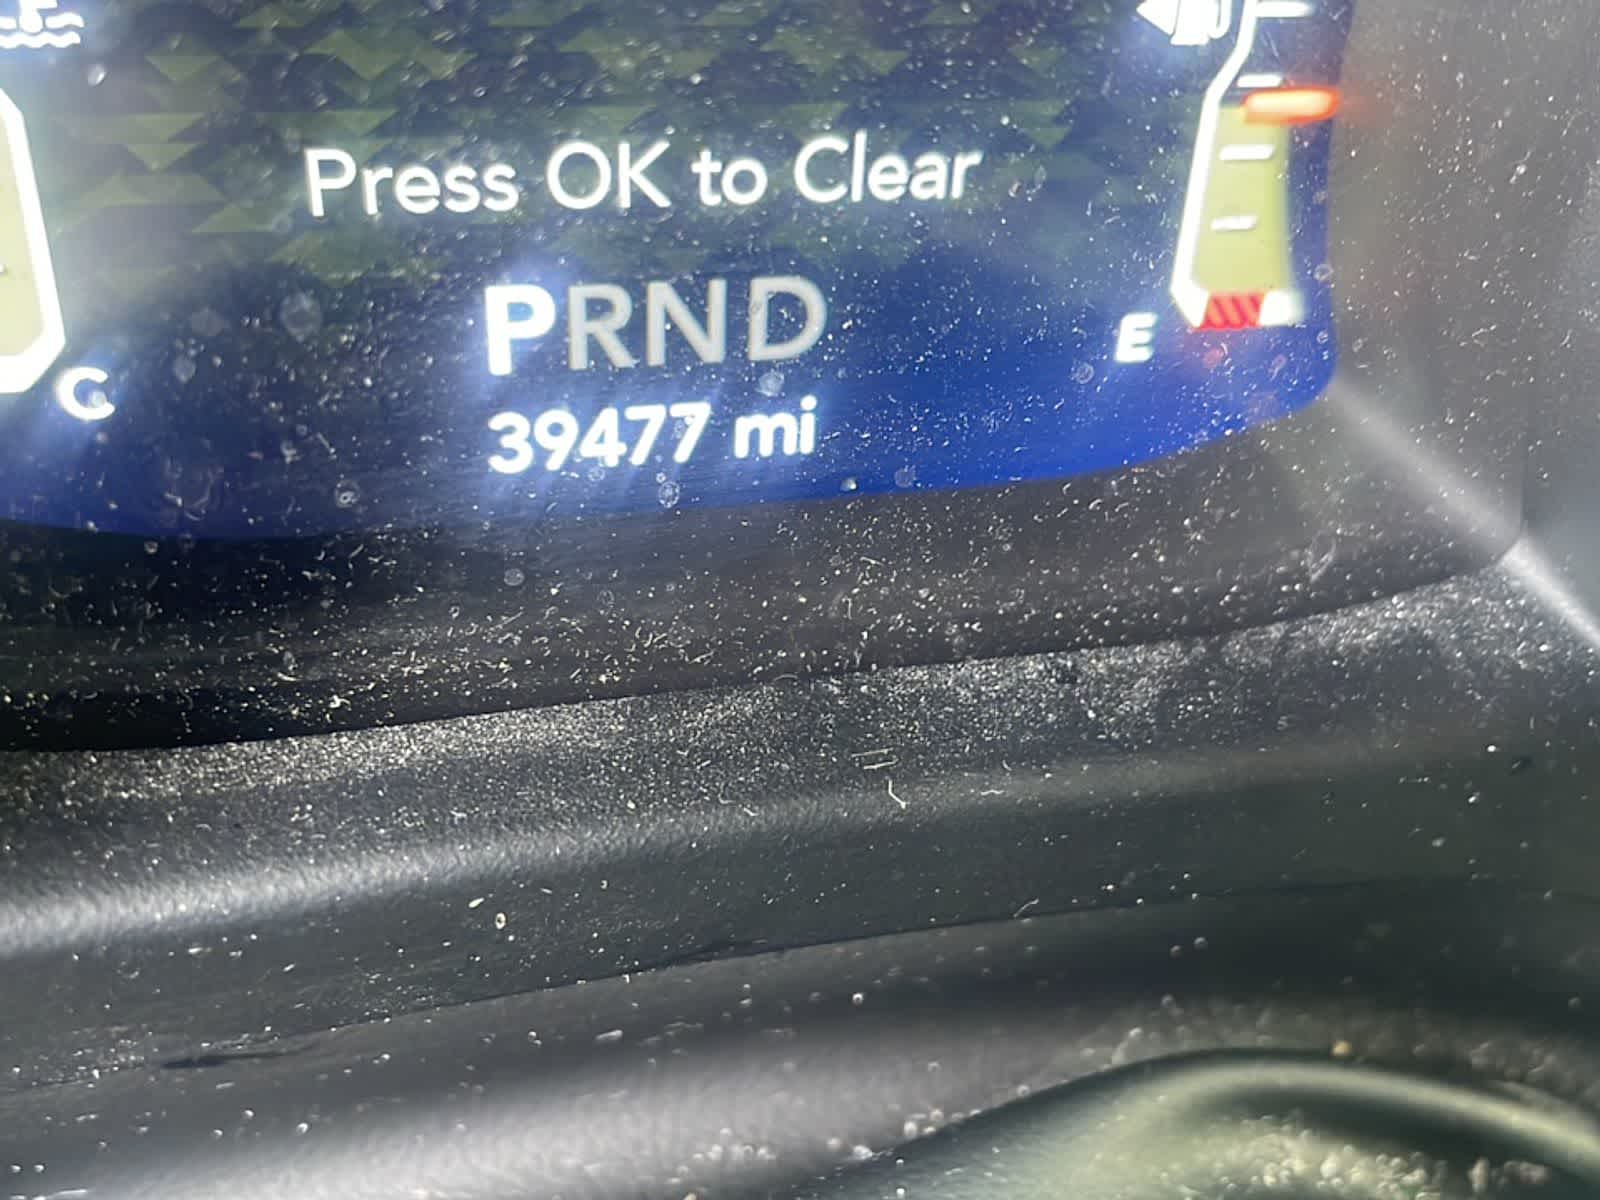 Press OK to Clear
PRND
E
C
39477 mi